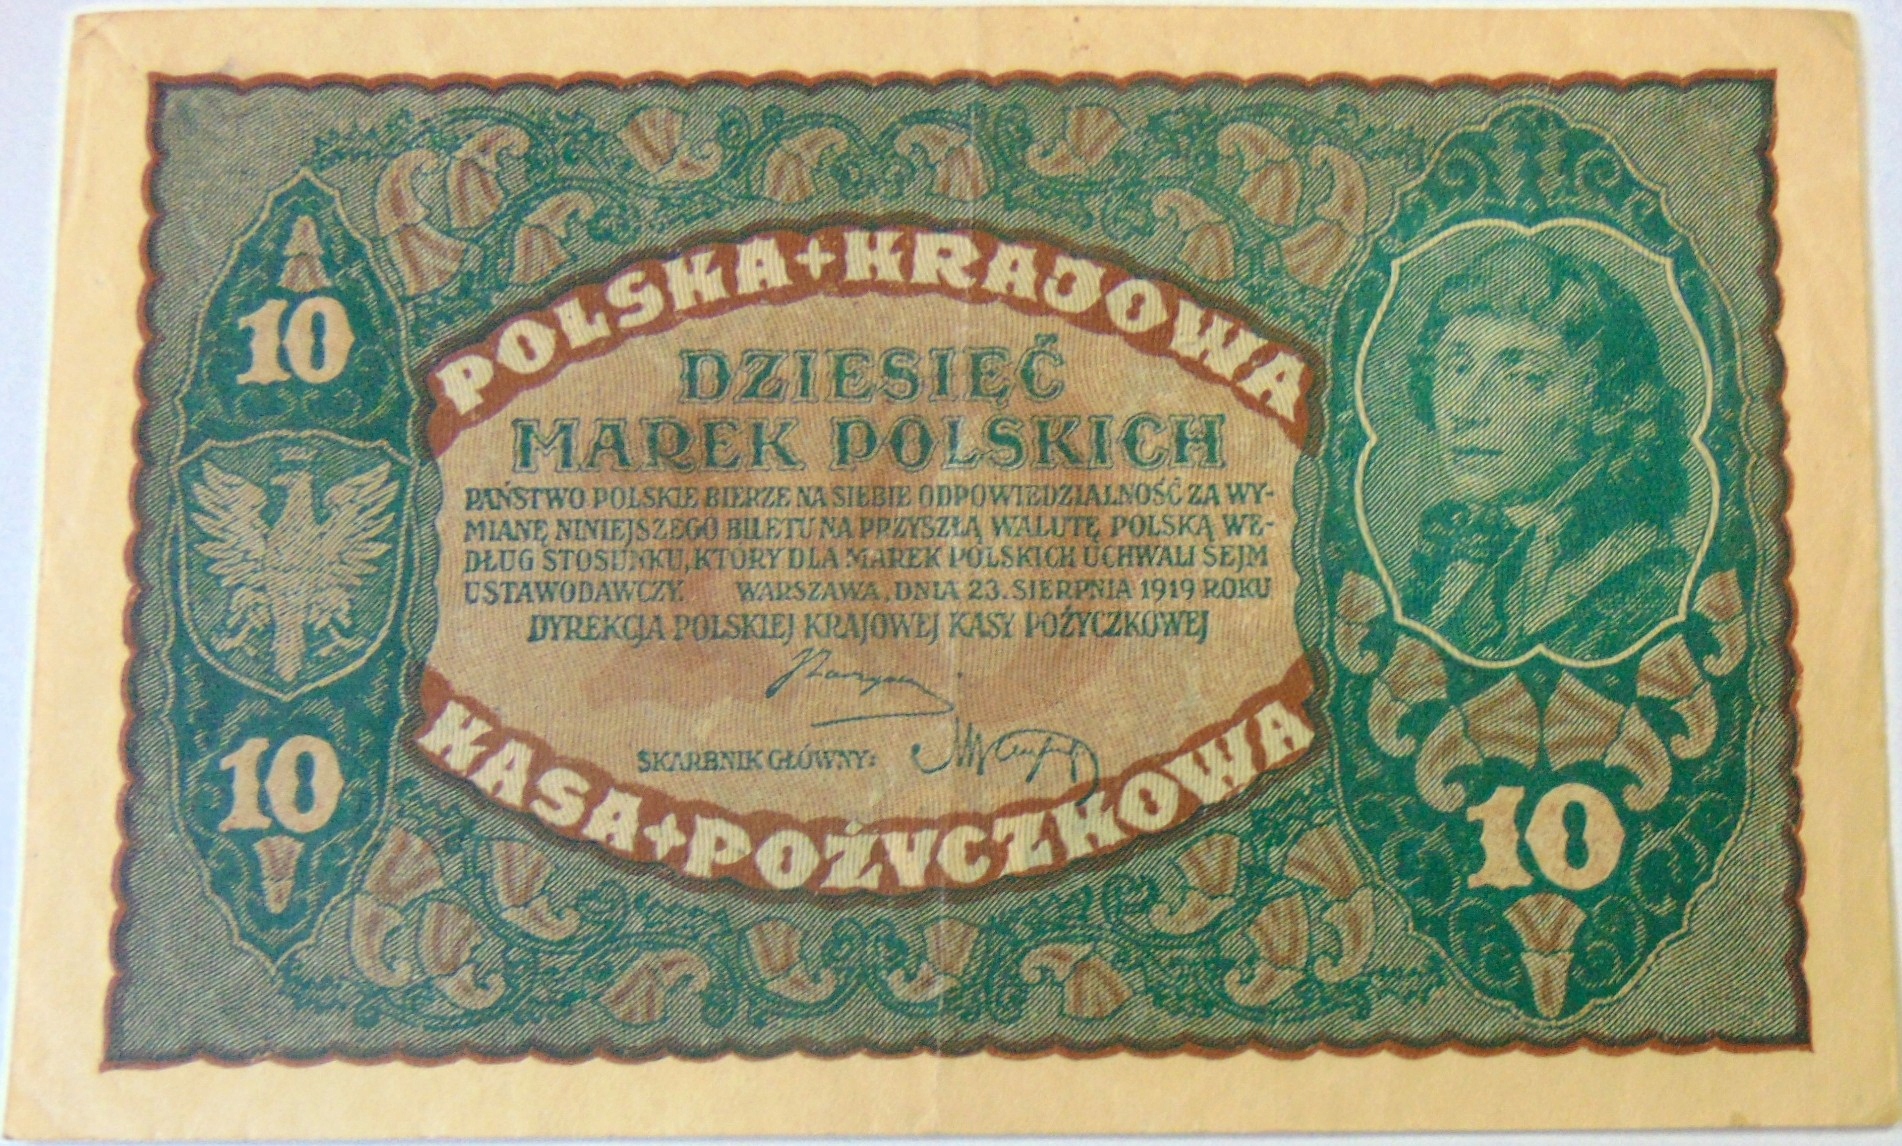 POLSKA + KRAJOWA
10
DZIESIĘĆ
MAREK POLSKICH
PAŃSTWO POLSKIE BIERZE NA SIEBIE ODPOWIEDZIALNOŚĆ ZA WY-
MIANĘ NINIEJSZEGO BILETU NA PRZYSZŁĄ WALUTĘ POLSKĄ WE-
DŁUG STOSUNKU, KTÓRY DLA MAREK POLSKICH UCHWALI SEJM
USTAWODAWCZY. WARSZAWA, DNIA 23. SIERPNIA 1919 ROKU
DYREKCJA POLSKIEJ KRAJOWEJ KASY POŻYCZKOWEJ
SKARBNIK GŁÓWNY:
KASA + POŻYCZKOWA
10
10